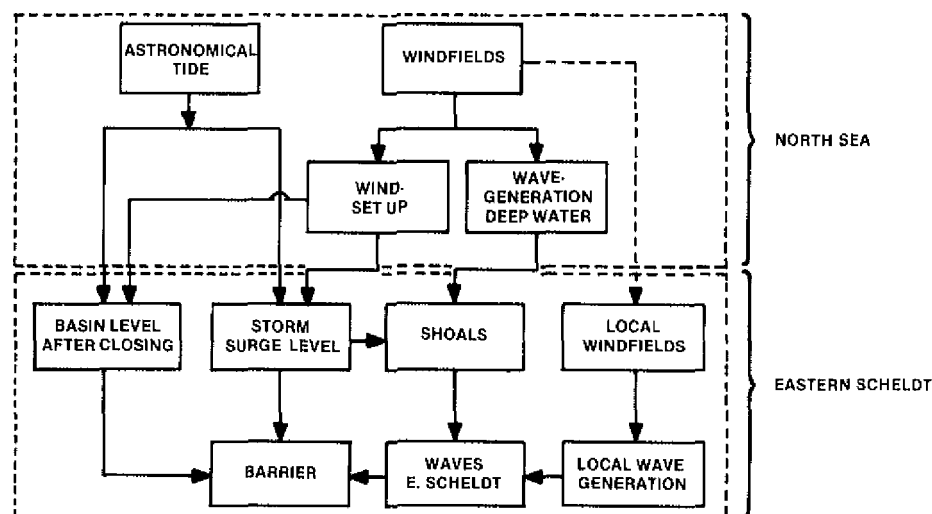 ASTRONOMICAL
TIDE
WINDFIELDS
NORTH SEA
WIND-
SET UP
WAVE-
GENERATION
DEEP WATER
BASIN LEVEL
AFTER CLOSING
STORM
SURGE LEVEL
SHOALS
LOCAL
WINDFIELDS
EASTERN SCHELDT
BARRIER
WAVES
E. SCHELDT
LOCAL WAVE
GENERATION